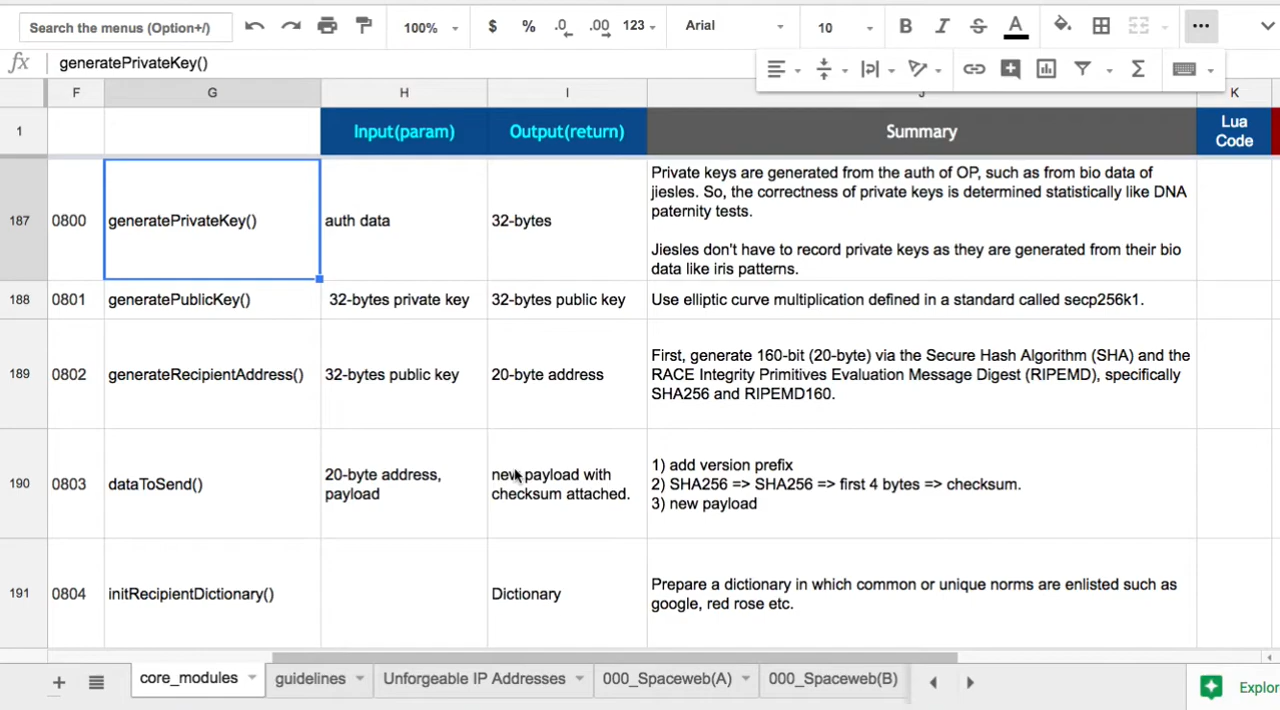 Search the menus (Option+/)
100%
$ % .0 .00 123
Arial
10
B I S A
fx generatePrivateKey()
F G H I J K
1 Input(param) Output(return) Summary Lua
Code
187 0800 generatePrivateKey() auth data 32-bytes
Private keys are generated from the auth of OP, such as from bio data of
jiesles. So, the correctness of private keys is determined statistically like DNA
paternity tests.
Jiesles don't have to record private keys as they are generated from their bio
data like iris patterns.
188 0801 generatePublicKey() 32-bytes private key 32-bytes public key Use elliptic curve multiplication defined in a standard called secp256k1.
189 0802 generateRecipientAddress() 32-bytes public key 20-byte address
First, generate 160-bit (20-byte) via the Secure Hash Algorithm (SHA) and the
RACE Integrity Primitives Evaluation Message Digest (RIPEMD), specifically
SHA256 and RIPEMD160.
190 0803 dataToSend()
20-byte address,
payload
new payload with
checksum attached.
1) add version prefix
2) SHA256 => SHA256 => first 4 bytes => checksum.
3) new payload
191 0804 initRecipientDictionary() Dictionary
Prepare a dictionary in which common or unique norms are enlisted such as
google, red rose etc.
core_modules guidelines Unforgeable IP Addresses 000_Spaceweb(A) 000_Spaceweb(B) Explor